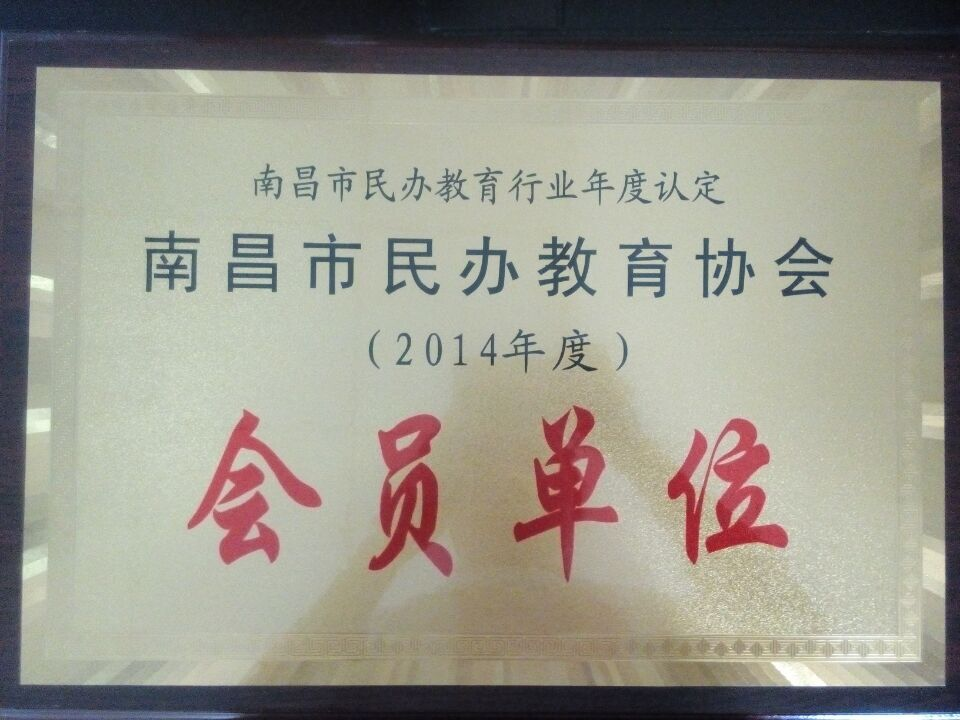 南昌市民办教育行业年度认定
南昌市民办教育协会
（2014年度）
会员单位